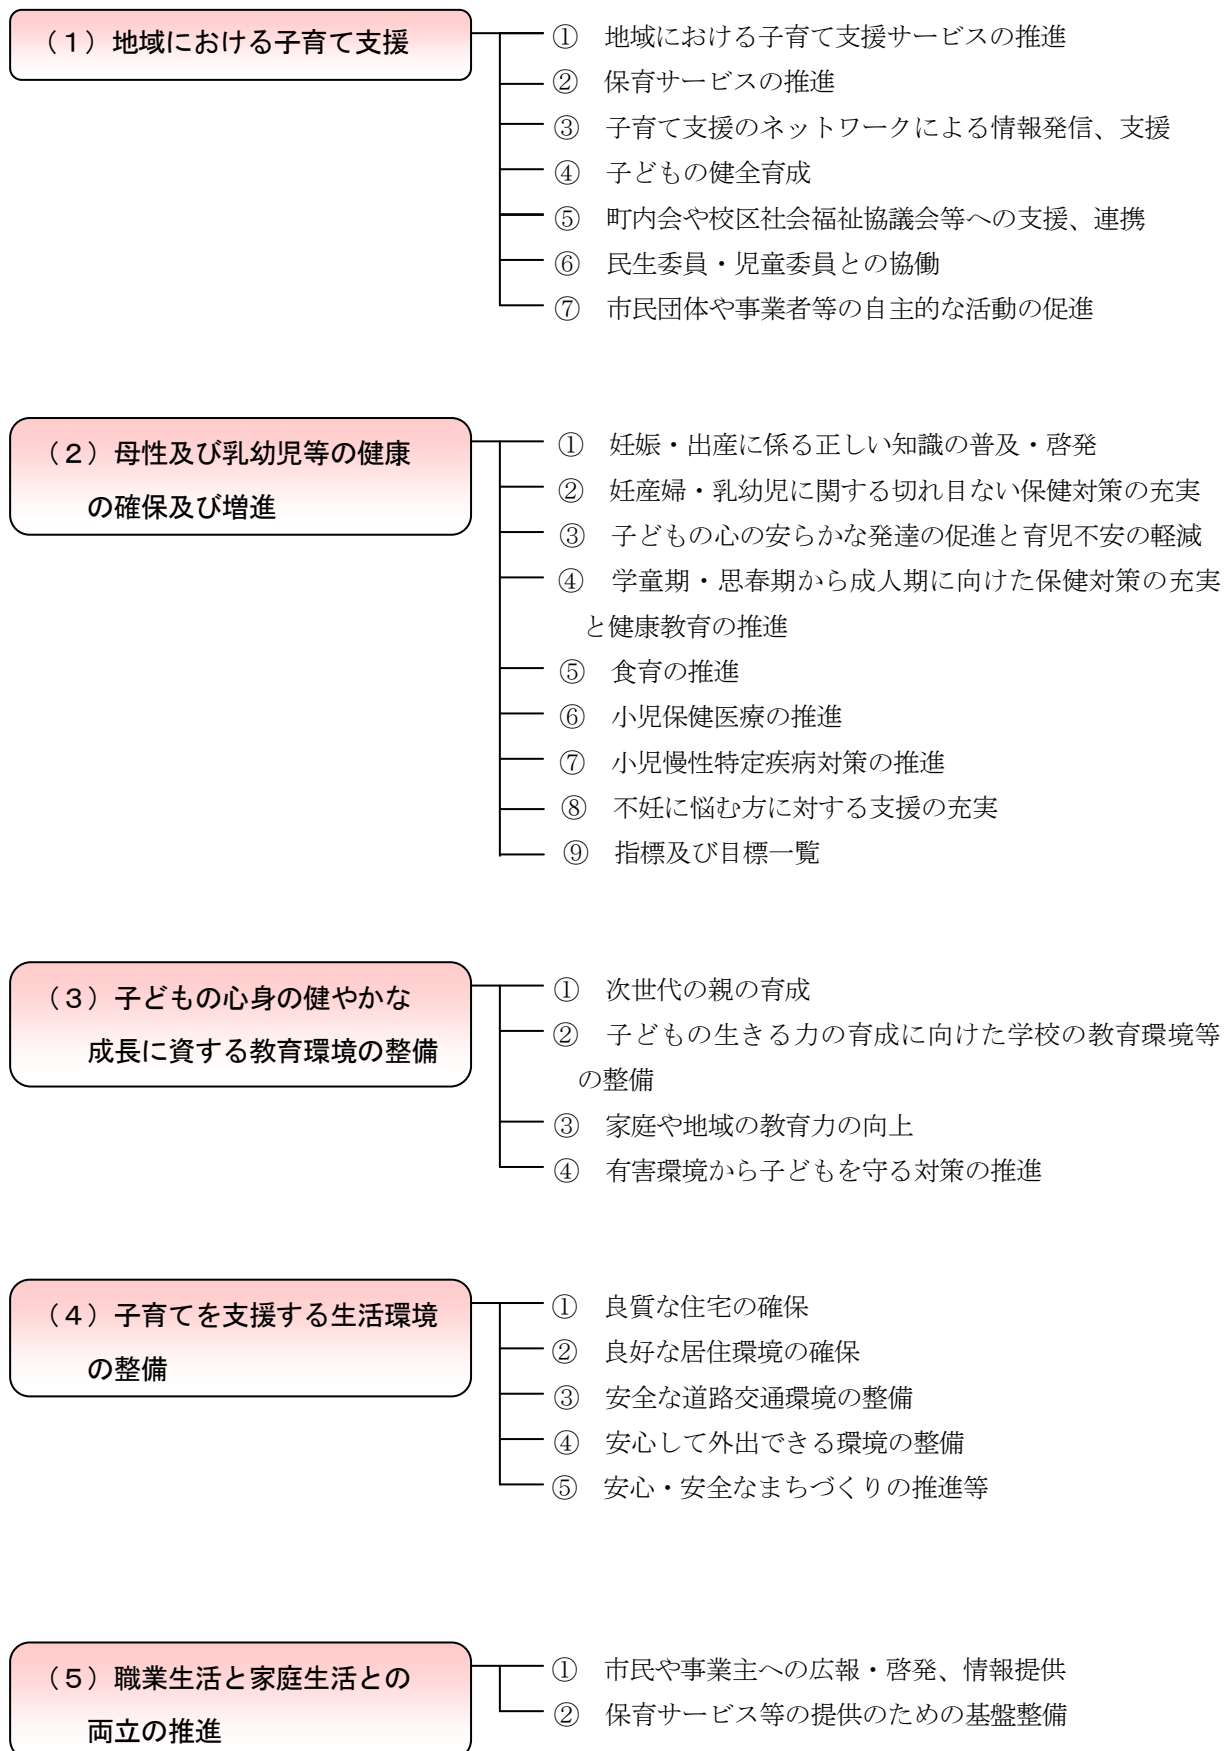 （１）地域における子育て支援
①　地域における子育て支援サービスの推進
②　保育サービスの推進
③　子育て支援のネットワークによる情報発信、支援
④　子どもの健全育成
⑤　町内会や校区社会福祉協議会等への支援、連携
⑥　民生委員・児童委員との協働
⑦　市民団体や事業者等の自主的な活動の促進
（２）母性及び乳幼児等の健康
の確保及び増進
①　妊娠・出産に係る正しい知識の普及・啓発
②　妊産婦・乳幼児に関する切れ目ない保健対策の充実
③　子どもの心の安らかな発達の促進と育児不安の軽減
④　学童期・思春期から成人期に向けた保健対策の充実
と健康教育の推進
⑤　食育の推進
⑥　小児保健医療の推進
⑦　小児慢性特定疾病対策の推進
⑧　不妊に悩む方に対する支援の充実
⑨　指標及び目標一覧
（３）子どもの心身の健やかな
成長に資する教育環境の整備
①　次世代の親の育成
②　子どもの生きる力の育成に向けた学校の教育環境等
の整備
③　家庭や地域の教育力の向上
④　有害環境から子どもを守る対策の推進
（４）子育てを支援する生活環境
の整備
①　良質な住宅の確保
②　良好な居住環境の確保
③　安全な道路交通環境の整備
④　安心して外出できる環境の整備
⑤　安心・安全なまちづくりの推進等
（５）職業生活と家庭生活との
両立の推進
①　市民や事業主への広報・啓発、情報提供
②　保育サービス等の提供のための基盤整備